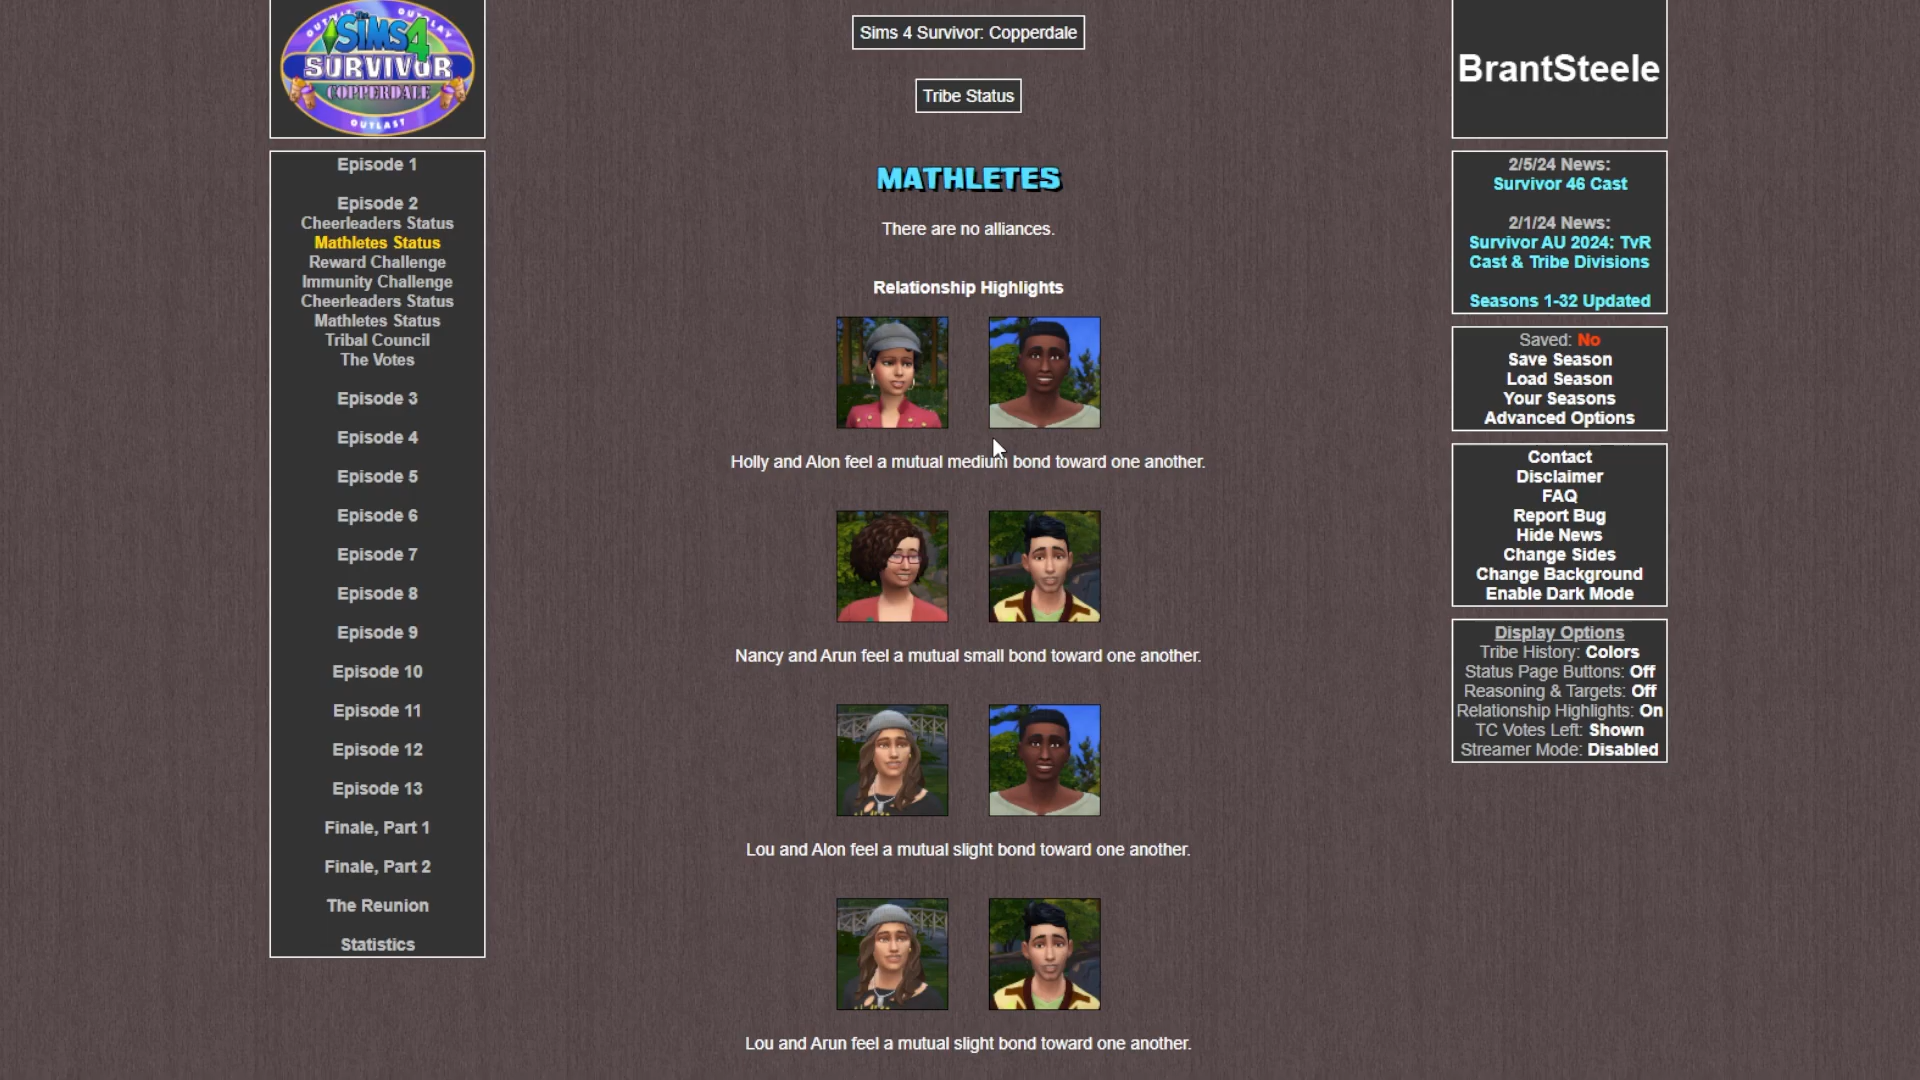 OUTWIT OUTPLAY
The
SiMS 4
SURVIVOR
COPPERDALE
OUTLAST
Episode 1
Episode 2
Cheerleaders Status
Mathletes Status
Reward Challenge
Immunity Challenge
Cheerleaders Status
Mathletes Status
Tribal Council
The Votes
Episode 3
Episode 4
Episode 5
Episode 6
Episode 7
Episode 8
Episode 9
Episode 10
Episode 11
Episode 12
Episode 13
Finale, Part 1
Finale, Part 2
The Reunion
Statistics
Sims 4 Survivor: Copperdale
Tribe Status
MATHLETES
There are no alliances.
Relationship Highlights
Holly and Alon feel a mutual medium bond toward one another.
Nancy and Arun feel a mutual small bond toward one another.
Lou and Alon feel a mutual slight bond toward one another.
Lou and Arun feel a mutual slight bond toward one another.
BrantSteele
2/5/24 News:
Survivor 46 Cast
2/1/24 News:
Survivor AU 2024: TvR
Cast & Tribe Divisions
Seasons 1-32 Updated
Saved: No
Save Season
Load Season
Your Seasons
Advanced Options
Contact
Disclaimer
FAQ
Report Bug
Hide News
Change Sides
Change Background
Enable Dark Mode
Display Options
Tribe History: Colors
Status Page Buttons: Off
Reasoning & Targets: Off
Relationship Highlights: On
TC Votes Left: Shown
Streamer Mode: Disabled